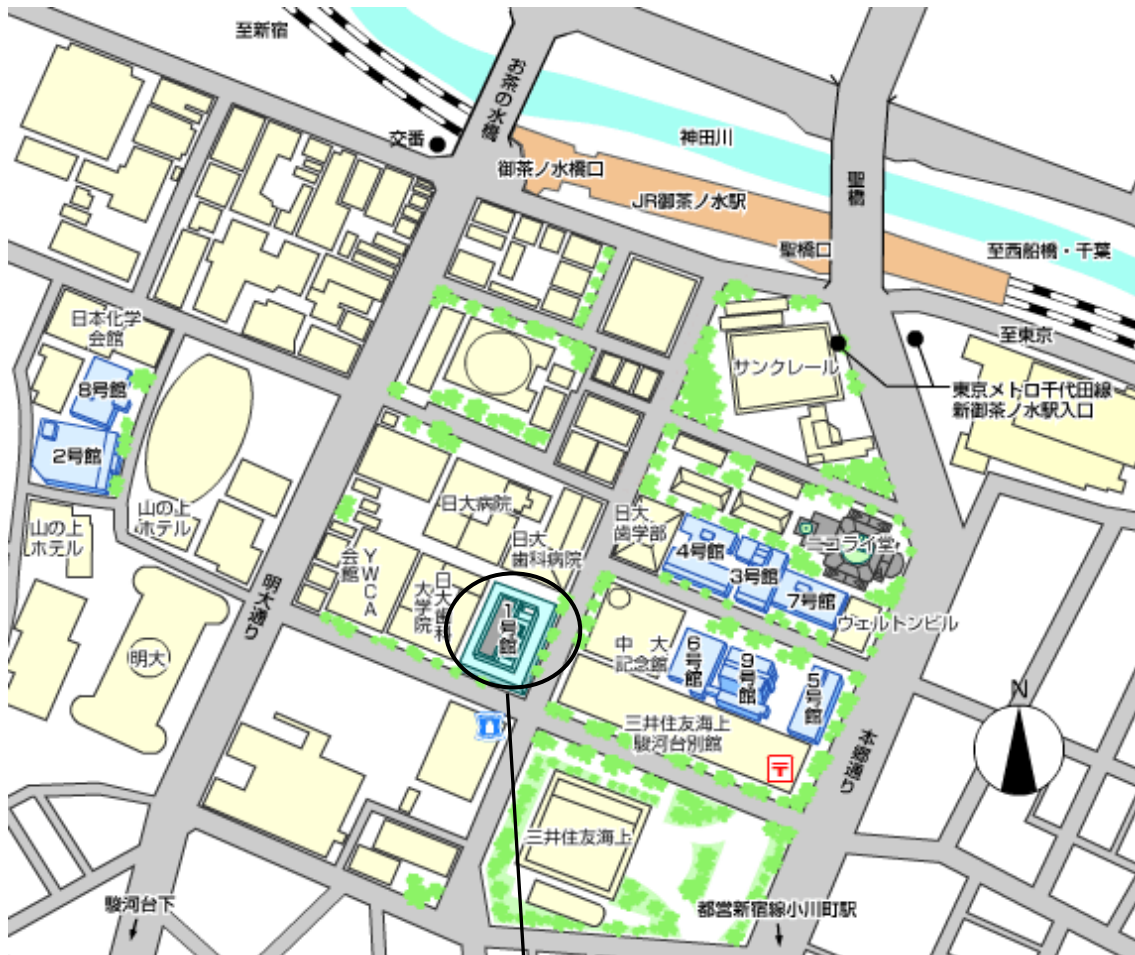 至新宿
お茶の水橋
交番
神田川
御茶ノ水橋口
JR御茶ノ水駅
聖橋
聖橋口
至西船橋・千葉
至東京
日本化学
会館
サンクレール
東京メトロ千代田線
新御茶ノ水駅入口
8号館
2号館
山の上
ホテル
山の上
ホテル
日大病院
日大
歯科病院
日大
歯学部
4号館
3号館
7号館
ニコライ堂
ヴェルトンビル
YWCA
会館
日大歯科
大学院
1号館
明大通り
明大
中大
記念館
6号館
9号館
5号館
三井住友海上
駿河台別館
〒
本郷通り
N
三井住友海上
駿河台下
都営新宿線小川町駅